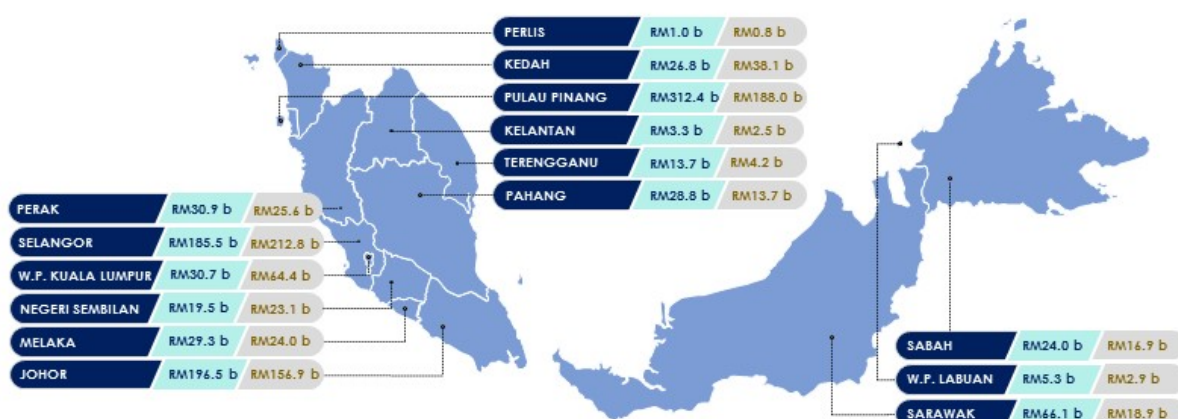 PERLIS RM1.0 b RM0.8 b
KEDAH RM26.8 b RM38.1 b
PULAU PINANG RM312.4 b RM188.0 b
KELANTAN RM3.3 b RM2.5 b
TERENGGANU RM13.7 b RM4.2 b
PAHANG RM28.8 b RM13.7 b
PERAK RM30.9 b RM25.6 b
SELANGOR RM185.5 b RM212.8 b
W.P. KUALA LUMPUR RM30.7 b RM64.4 b
NEGERI SEMBILAN RM19.5 b RM23.1 b
MELAKA RM29.3 b RM24.0 b
JOHOR RM196.5 b RM156.9 b
SABAH RM24.0 b RM16.9 b
W.P. LABUAN RM5.3 b RM2.9 b
SARAWAK RM66.1 b RM18.9 b